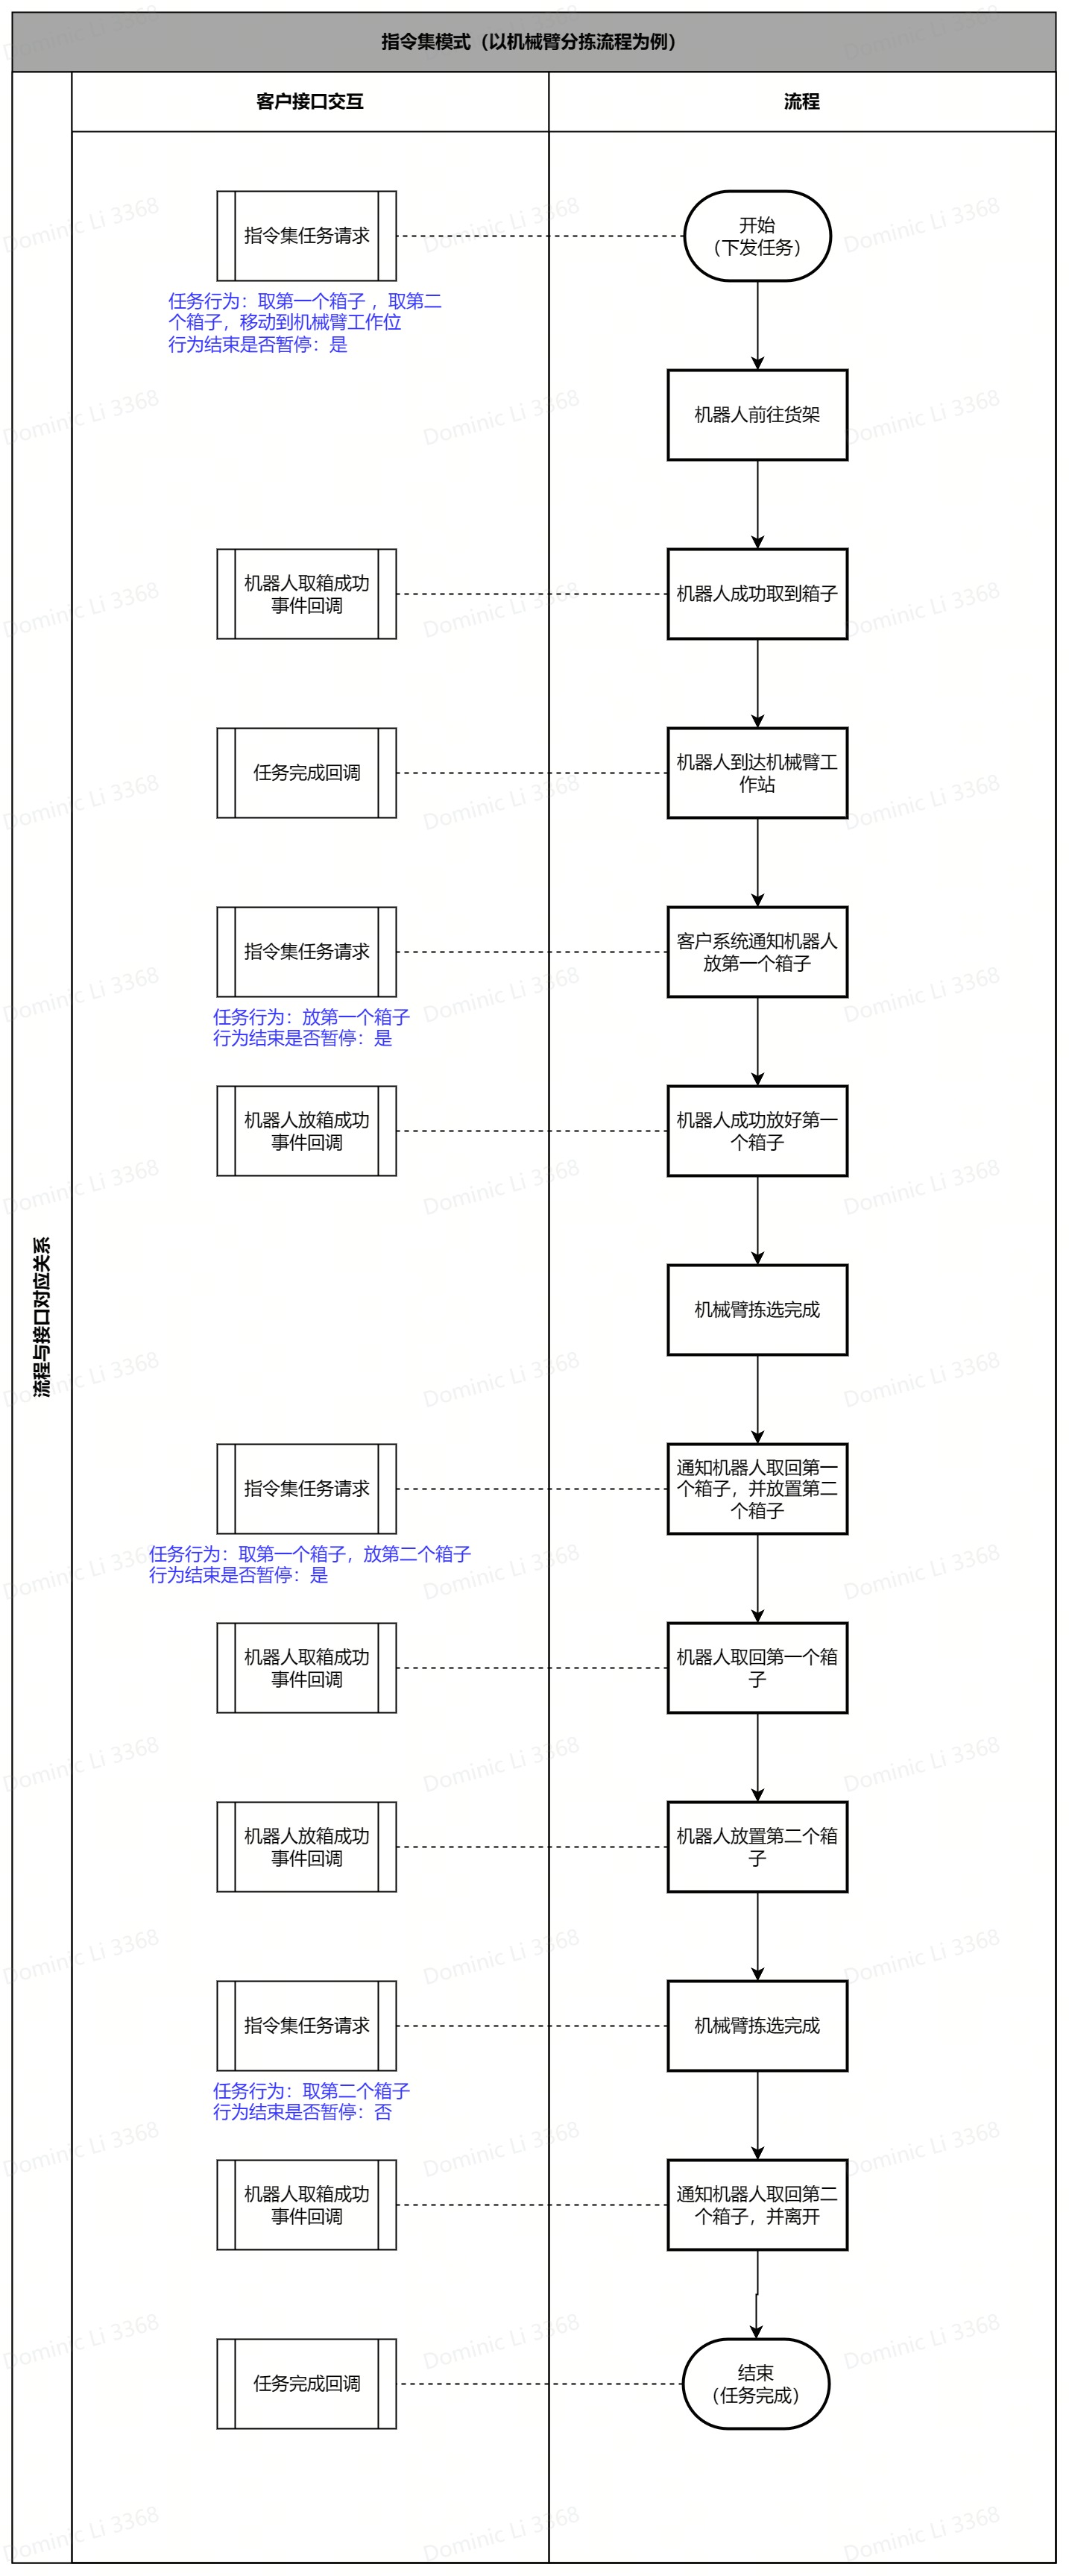 指令集模式（以机械臂分拣流程为例）
客户接口交互
流程
流程与接口对应关系
指令集任务请求
开始
（下发任务）
任务行为：取第一个箱子，取第二
个箱子，移动到机械臂工作位
行为结束是否暂停：是
机器人前往货架
机器人取箱成功
事件回调
机器人成功取到箱子
任务完成回调
机器人到达机械臂工
作站
指令集任务请求
客户系统通知机器人
放第一个箱子
任务行为：放第一个箱子
行为结束是否暂停：是
机器人放箱成功
事件回调
机器人成功放好第一
个箱子
机械臂拣选完成
指令集任务请求
通知机器人取回第一
个箱子，并放置第二
个箱子
任务行为：取第一个箱子，放第二个箱子
行为结束是否暂停：是
机器人取箱成功
事件回调
机器人取回第一个箱
子
机器人放箱成功
事件回调
机器人放置第二个箱
子
指令集任务请求
机械臂拣选完成
任务行为：取第二个箱子
行为结束是否暂停：否
机器人取箱成功
事件回调
通知机器人取回第二
个箱子，并离开
任务完成回调
结束
（任务完成）
Dominic Li 3368